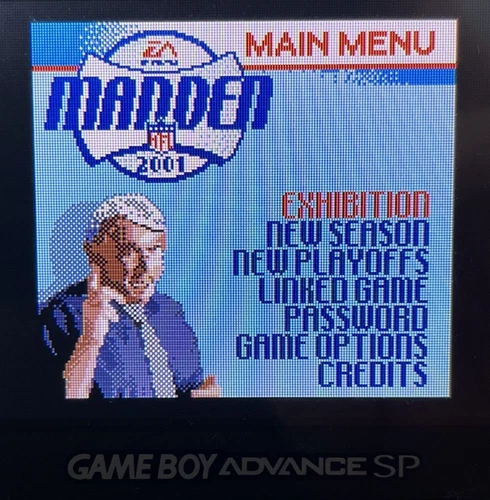 MAIN MENU
EA
MADDEN
NFL
2001
EXHIBITION
NEW SEASON
NEW PLAYOFFS
LINKED GAME
PASSWORD
GAME OPTIONS
CREDITS
GAME BOY ADVANCE SP